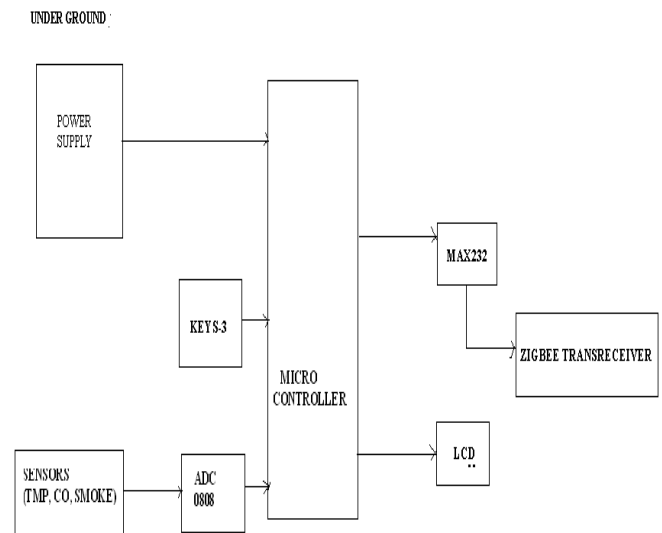 UNDER GROUND
POWER
SUPPLY
MAX232
KEYS-3
ZIGBEE TRANSRECEIVER
MICRO
CONTROLLER
LCD
SENSORS
(TMP, CO, SMOKE)
ADC
0808